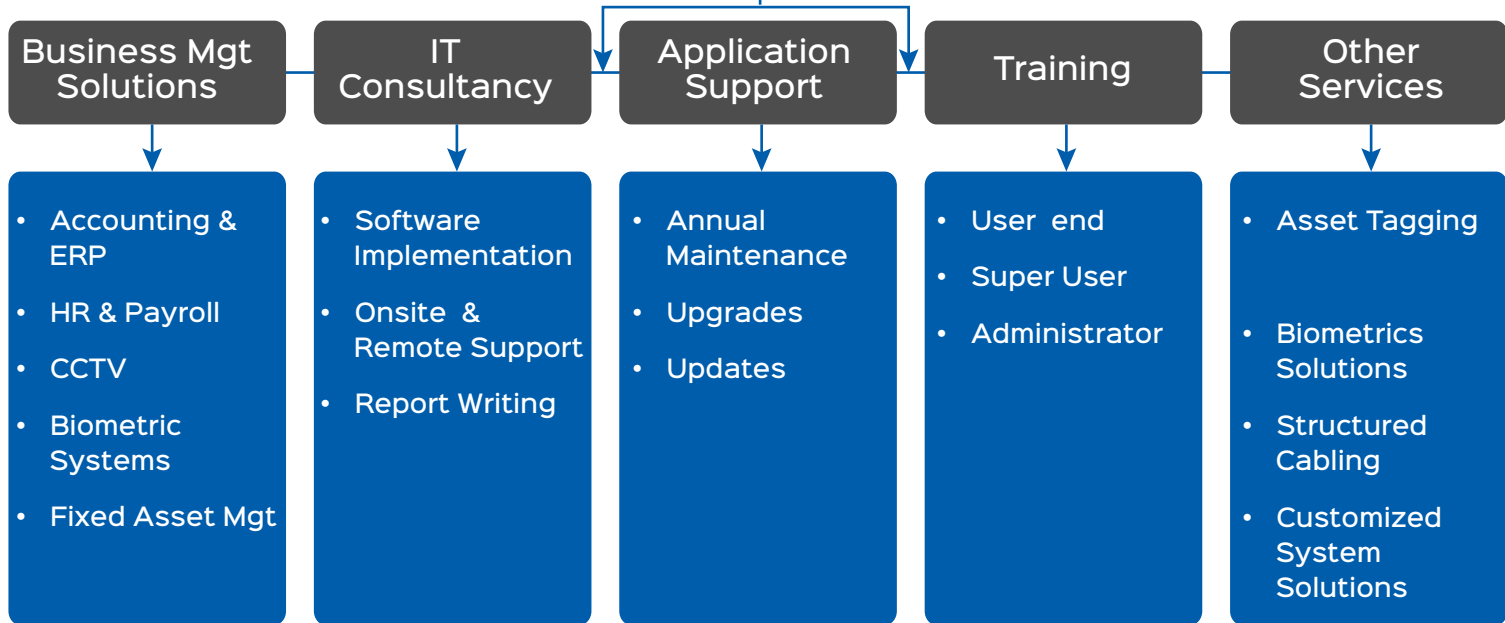 Business Mgt
Solutions
IT
Consultancy
Application
Support
Training
Other
Services
• Accounting &
ERP
• HR & Payroll
• CCTV
• Biometric
Systems
• Fixed Asset Mgt
• Software
Implementation
• Onsite &
Remote Support
• Report Writing
• Annual
Maintenance
• Upgrades
• Updates
• User end
• Super User
• Administrator
• Asset Tagging
• Biometrics
Solutions
• Structured
Cabling
• Customized
System
Solutions